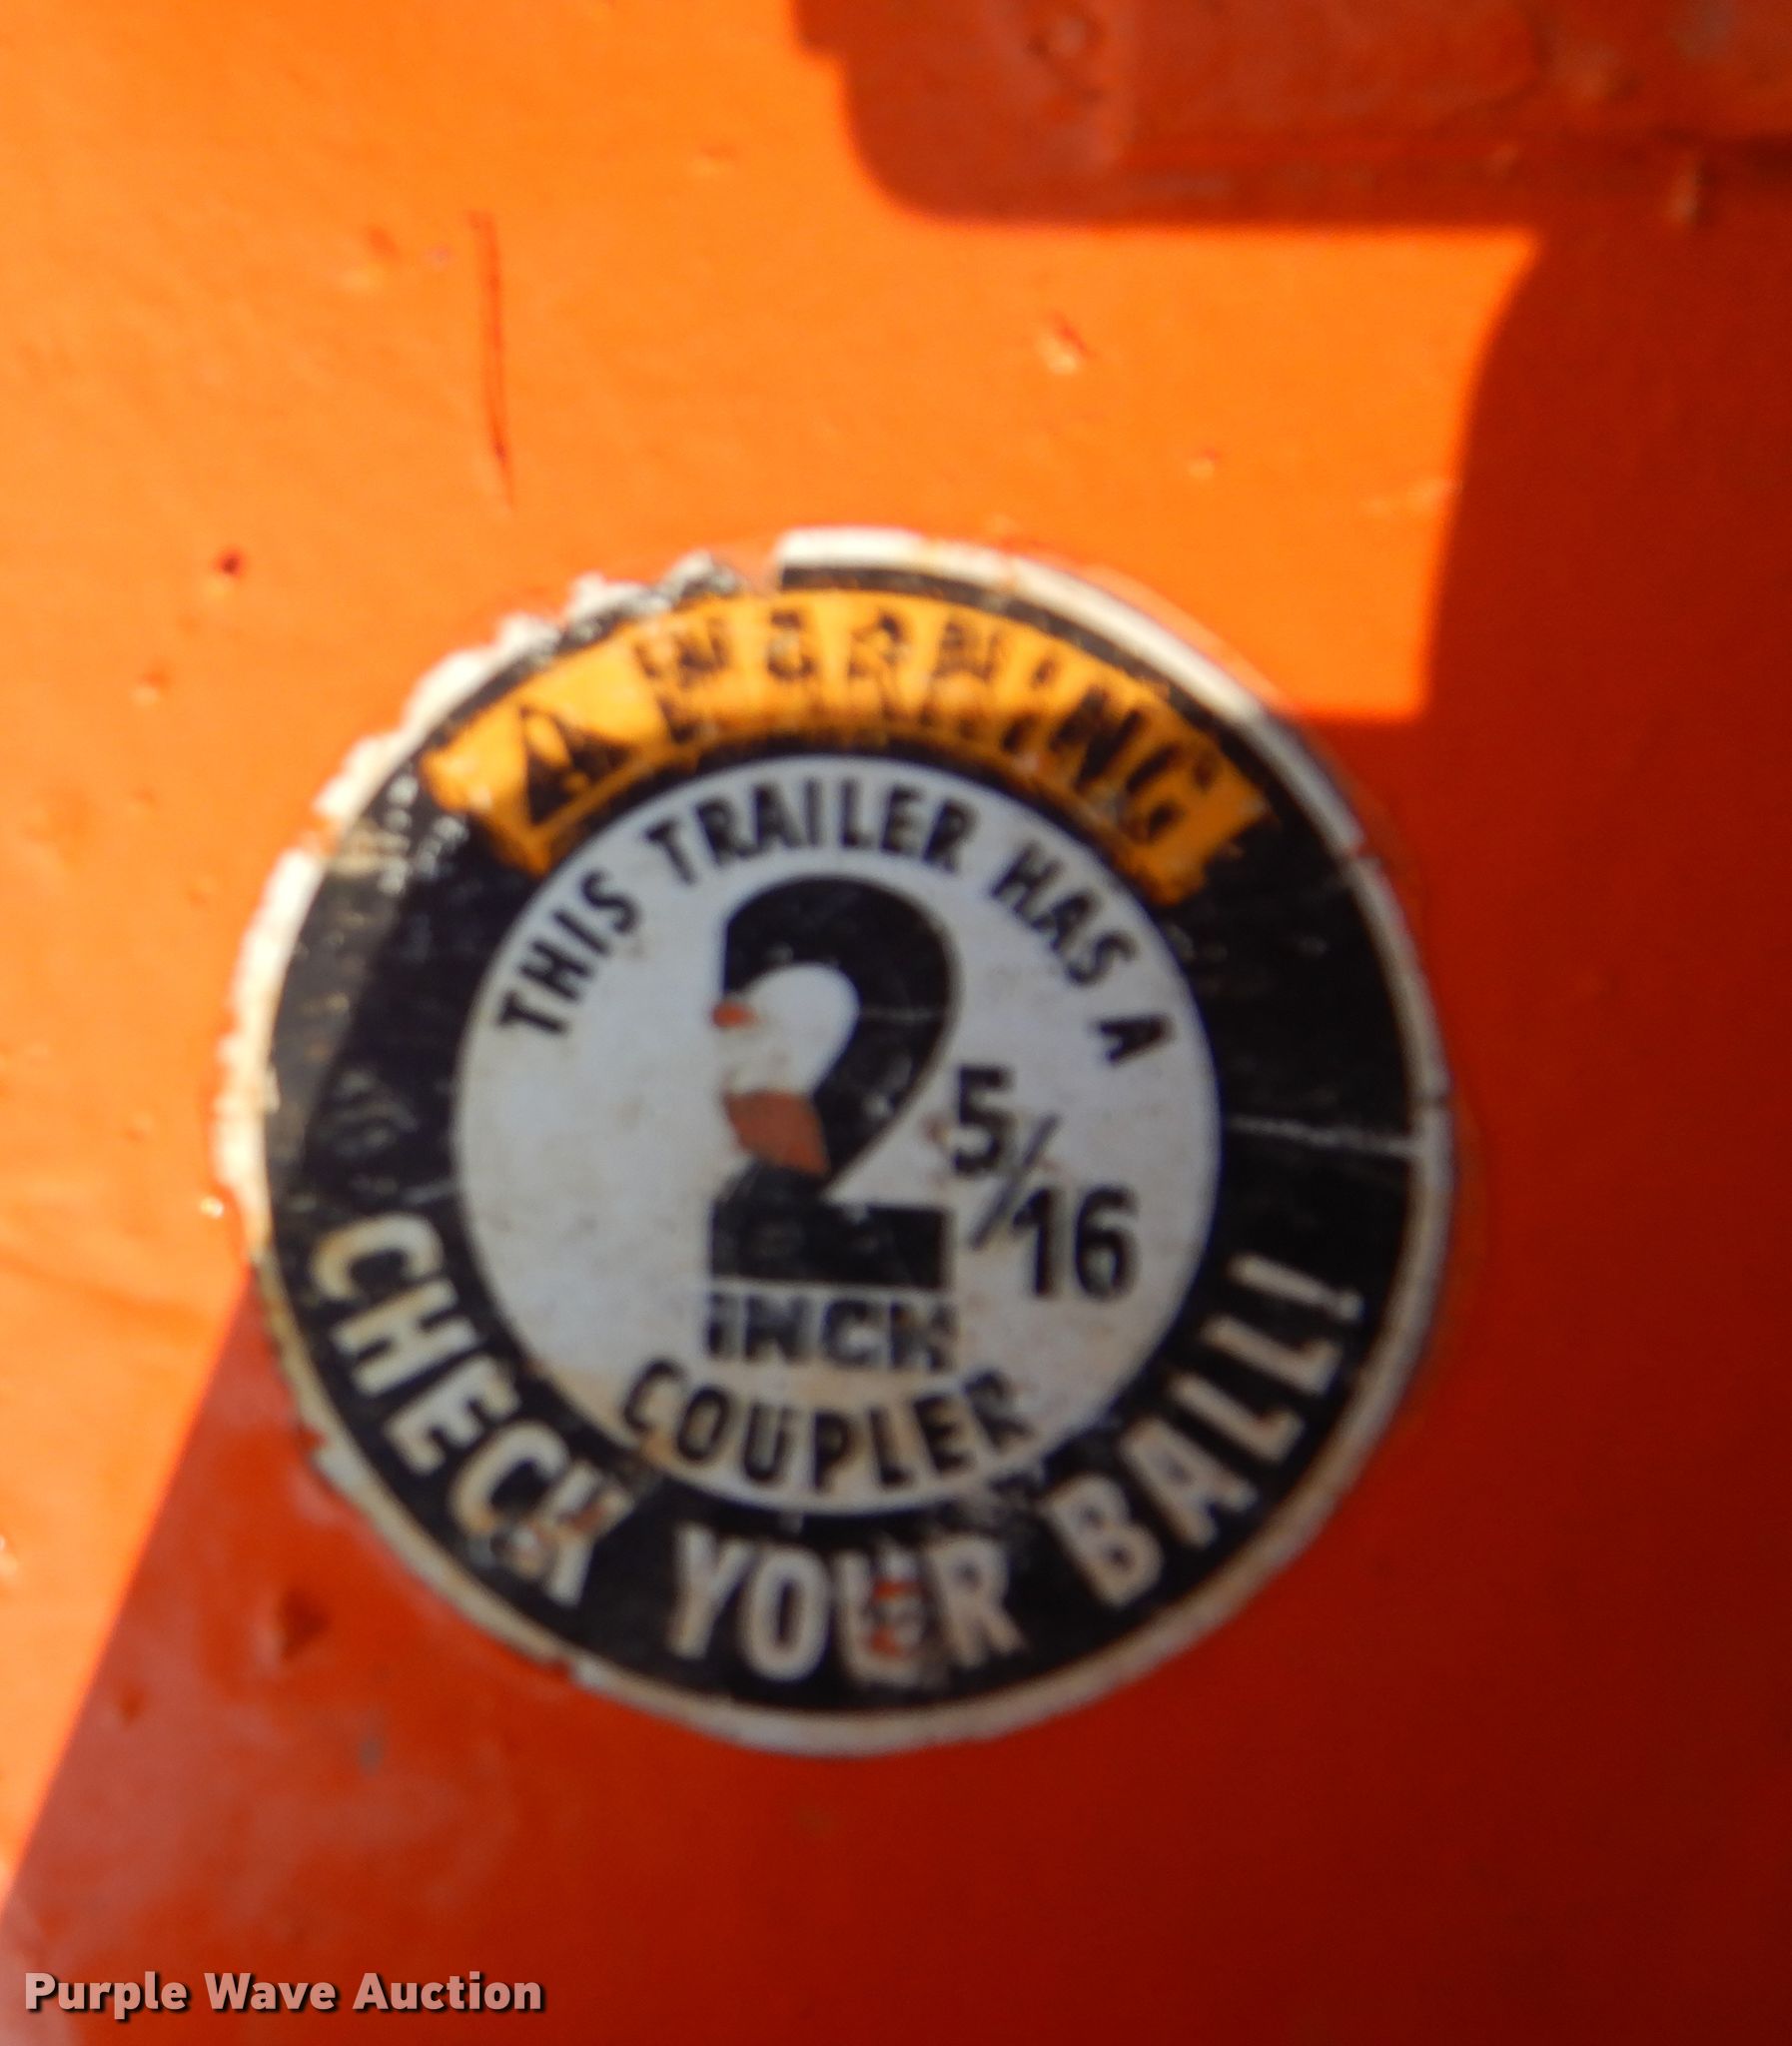 WARNING
THIS TRAILER HAS A
2 5/16
INCH
COUPLER
CHECK YOUR BALL!
Purple Wave Auction